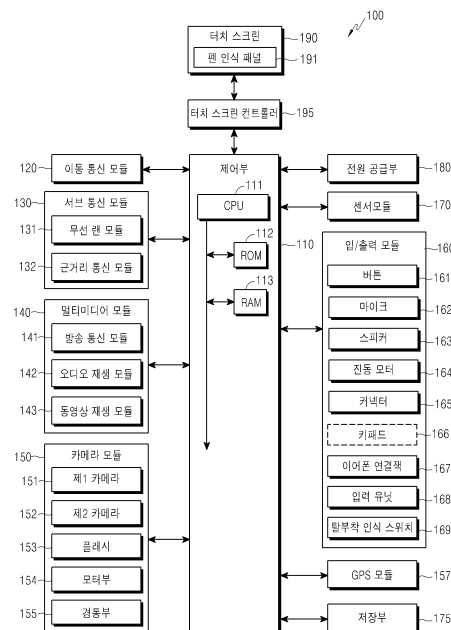 100
터치 스크린
190
펜 인식 패널
191
터치 스크린 컨트롤러
195
120
이동 통신 모듈
130
서브 통신 모듈
131
무선 랜 모듈
132
근거리 통신 모듈
140
멀티미디어 모듈
141
방송 통신 모듈
142
오디오 재생 모듈
143
동영상 재생 모듈
150
카메라 모듈
151
제1 카메라
152
제2 카메라
153
플래시
154
모터부
155
경통부
제어부
110
111
CPU
112
ROM
113
RAM
전원 공급부
180
센서모듈
170
입/출력 모듈
160
버튼
161
마이크
162
스피커
163
진동 모터
164
커넥터
165
키패드
166
이어폰 연결잭
167
입력 유닛
168
탈부착 인식 스위치
169
GPS 모듈
157
저장부
175